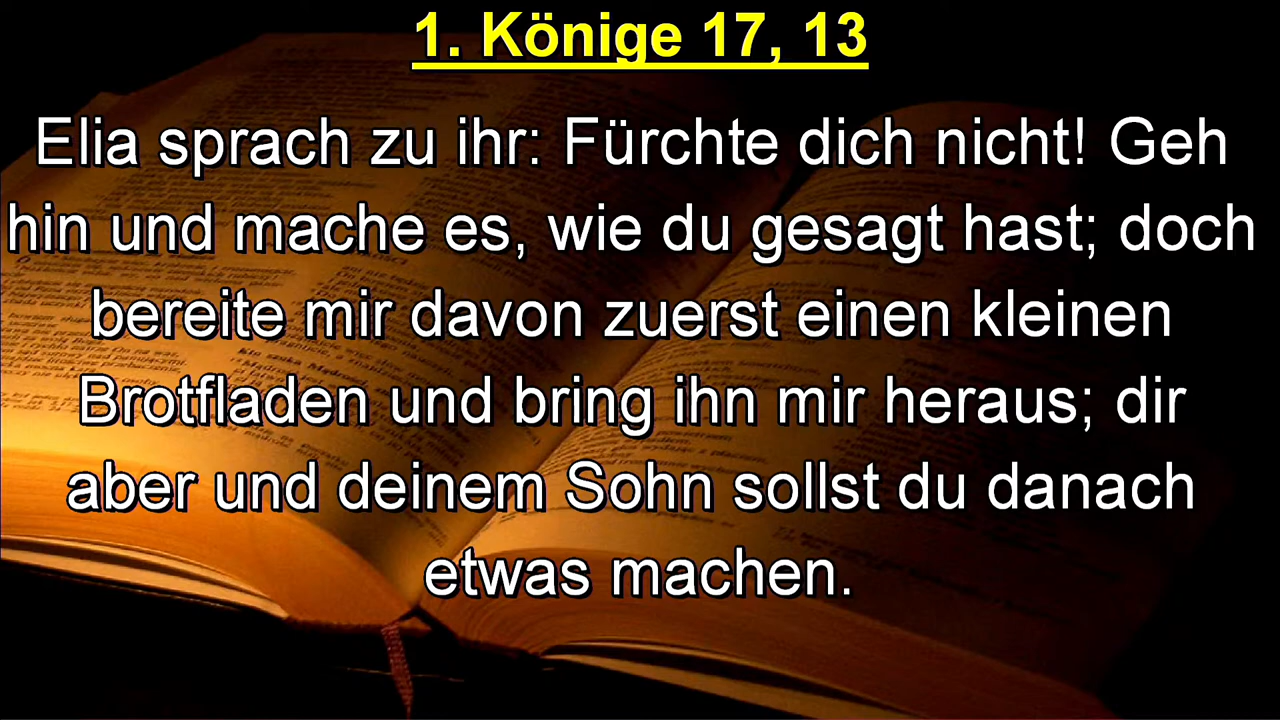 1. Könige 17, 13
Elia sprach zu ihr: Fürchte dich nicht! Geh
hin und mache es, wie du gesagt hast; doch
bereite mir davon zuerst einen kleinen
Brotfladen und bring ihn mir heraus; dir
aber und deinem Sohn sollst du danach
etwas machen.